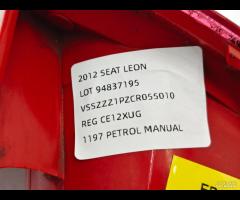 2012 SEAT LEON
LOT 94837195
VSSZZZ1PZCR055010
REG CE12XUG
1197 PETROL MANUAL